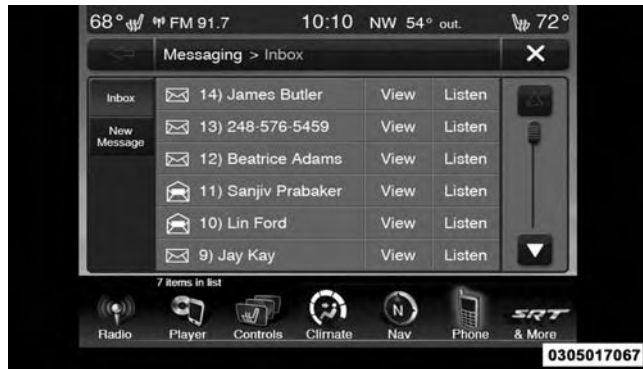 68° FM 91.7 10:10 NW 54° out. 72°
Messaging > Inbox X
Inbox
New
Message
14) James Butler View Listen
13) 248-576-5459 View Listen
12) Beatrice Adams View Listen
11) Sanjiv Prabaker View Listen
10) Lin Ford View Listen
9) Jay Kay View Listen
7 items in list
N SRT
Radio Player Controls Climate Nav Phone & More
0305017067